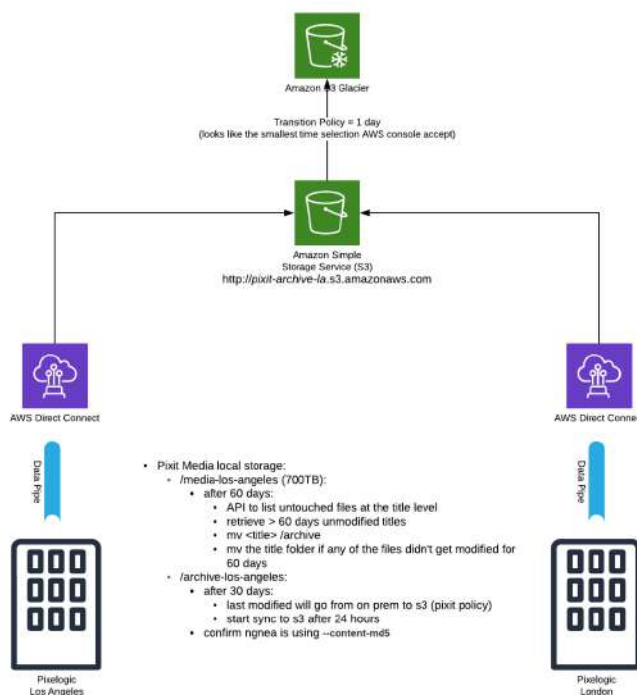 Amazon S3 Glacier
Transition Policy = 1 day
(looks like the smallest time selection AWS console accept)
Amazon Simple
Storage Service (S3)
http://pixit-archive-la.s3.amazonaws.com
AWS Direct Connect
AWS Direct Conne
Data Pipe
Data Pipe
• Pixit Media local storage:
◦ /media-los-angeles (700TB):
▪ after 60 days:
• API to list untouched files at the title level
• retrieve > 60 days unmodified titles
• mv <title> /archive
• mv the title folder if any of the files didn't get modified for
60 days
◦ /archive-los-angeles:
▪ after 30 days:
• last modified will go from on prem to s3 (pixit policy)
• start sync to s3 after 24 hours
▪ confirm ngnea is using --content-md5
Pixelogic
Los Angeles
Pixelogic
London